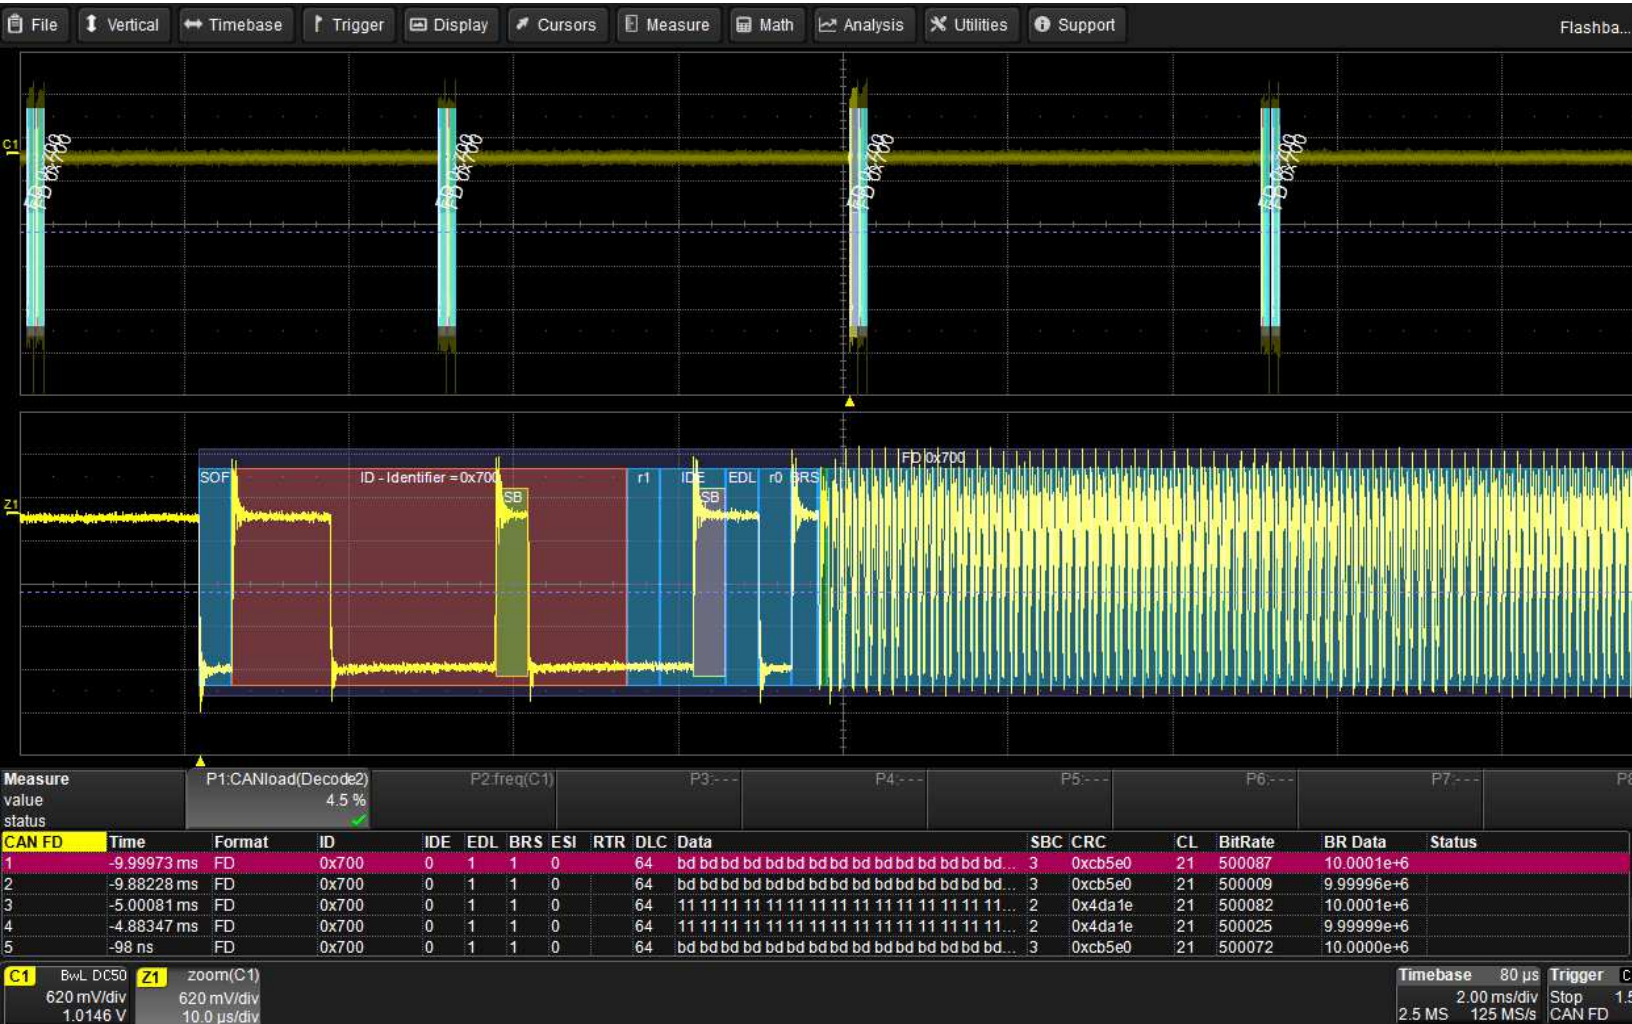 File Vertical Timebase Trigger Display Cursors Measure Math Analysis Utilities Support
Flashba...
C1
FD 0x700
FD 0x700
FD 0x700
FD 0x700
FD 0x700
FD 0x700
FD 0x700
FD 0x700
FD 0x700
SOF ID - Identifier = 0x700 r1 IDE EDL r0 BRS
SB SB
Z1
Measure P1:CANload(Decode2) P2:freq(C1) P3:--- P4:--- P5:--- P6:--- P7:---
value 4.5 %
status
CAN FD Time Format ID IDE EDL BRS ESI RTR DLC Data SBC CRC CL BitRate BR Data Status
1 -9.99973 ms FD 0x700 0 1 1 0 64 bd bd bd bd bd bd bd bd bd bd bd bd bd bd bd... 3 0xcb5e0 21 500087 10.0001e+6
2 -9.88228 ms FD 0x700 0 1 1 0 64 bd bd bd bd bd bd bd bd bd bd bd bd bd bd bd... 3 0xcb5e0 21 500009 9.99996e+6
3 -5.00081 ms FD 0x700 0 1 1 0 64 11 11 11 11 11 11 11 11 11 11 11 11 11 11 11... 2 0x4da1e 21 500082 10.0001e+6
4 -4.88347 ms FD 0x700 0 1 1 0 64 11 11 11 11 11 11 11 11 11 11 11 11 11 11 11... 2 0x4da1e 21 500025 9.99999e+6
5 -98 ns FD 0x700 0 1 1 0 64 bd bd bd bd bd bd bd bd bd bd bd bd bd bd bd... 3 0xcb5e0 21 500072 10.0000e+6
C1 BwL DC50 Z1 zoom(C1) Timebase 80 µs Trigger
620 mV/div 620 mV/div 2.00 ms/div Stop
1.0146 V 10.0 µs/div 2.5 MS 125 MS/s CAN FD